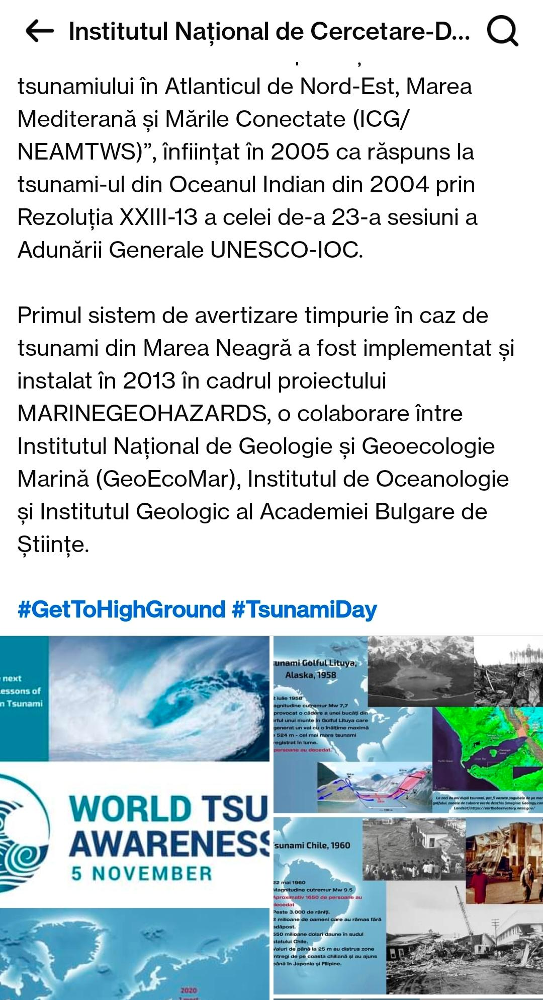 Institutul Național de Cercetare-D...
tsunamiului în Atlanticul de Nord-Est, Marea
Mediterană și Mările Conectate (ICG/
NEAMTWS)”, înființat în 2005 ca răspuns la
tsunami-ul din Oceanul Indian din 2004 prin
Rezoluția XXIII-13 a celei de-a 23-a sesiuni a
Adunării Generale UNESCO-IOC.
Primul sistem de avertizare timpurie în caz de
tsunami din Marea Neagră a fost implementat și
instalat în 2013 în cadrul proiectului
MARINEGEOHAZARDS, o colaborare între
Institutul Național de Geologie și Geoecologie
Marină (GeoEcoMar), Institutul de Oceanologie
și Institutul Geologic al Academiei Bulgare de
Științe.
#GetToHighGround #TsunamiDay
next
essons of
n Tsunami
WORLD TSU
AWARENESS
5 NOVEMBER
2020
unami Golful Lituya,
Alaska, 1958
iulie 1958
agnitudine cutremur Mw 7,7
provocat o cădere a unei bucăți din
rful unui munte în Golful Lituya care
generat un val cu o înălțime maximă
524 m - cel mai mare tsunami
registrat în lume.
persoane au decedat.
La zeci de ani după tsunami, pot fi vazute pagubele de pe mar
golfului, zonele de culoare verde deschis (Imagine: Geology.com
Landsat) https://earthobservatory.nasa.gov/
sunami Chile, 1960
22 mai 1960
Magnitudine cutremur Mw 9.5
Aproximativ 1650 de persoane au
decedat
Peste 3.000 de răniți.
2 milioane de oameni care au rămas fără
adăpost.
550 milioane dolari daune în sudul
statului Chile.
Valuri de până la 25 m au distrus zone
întregi de pe coasta chiliană și au ajuns
până în Japonia și Filipine.